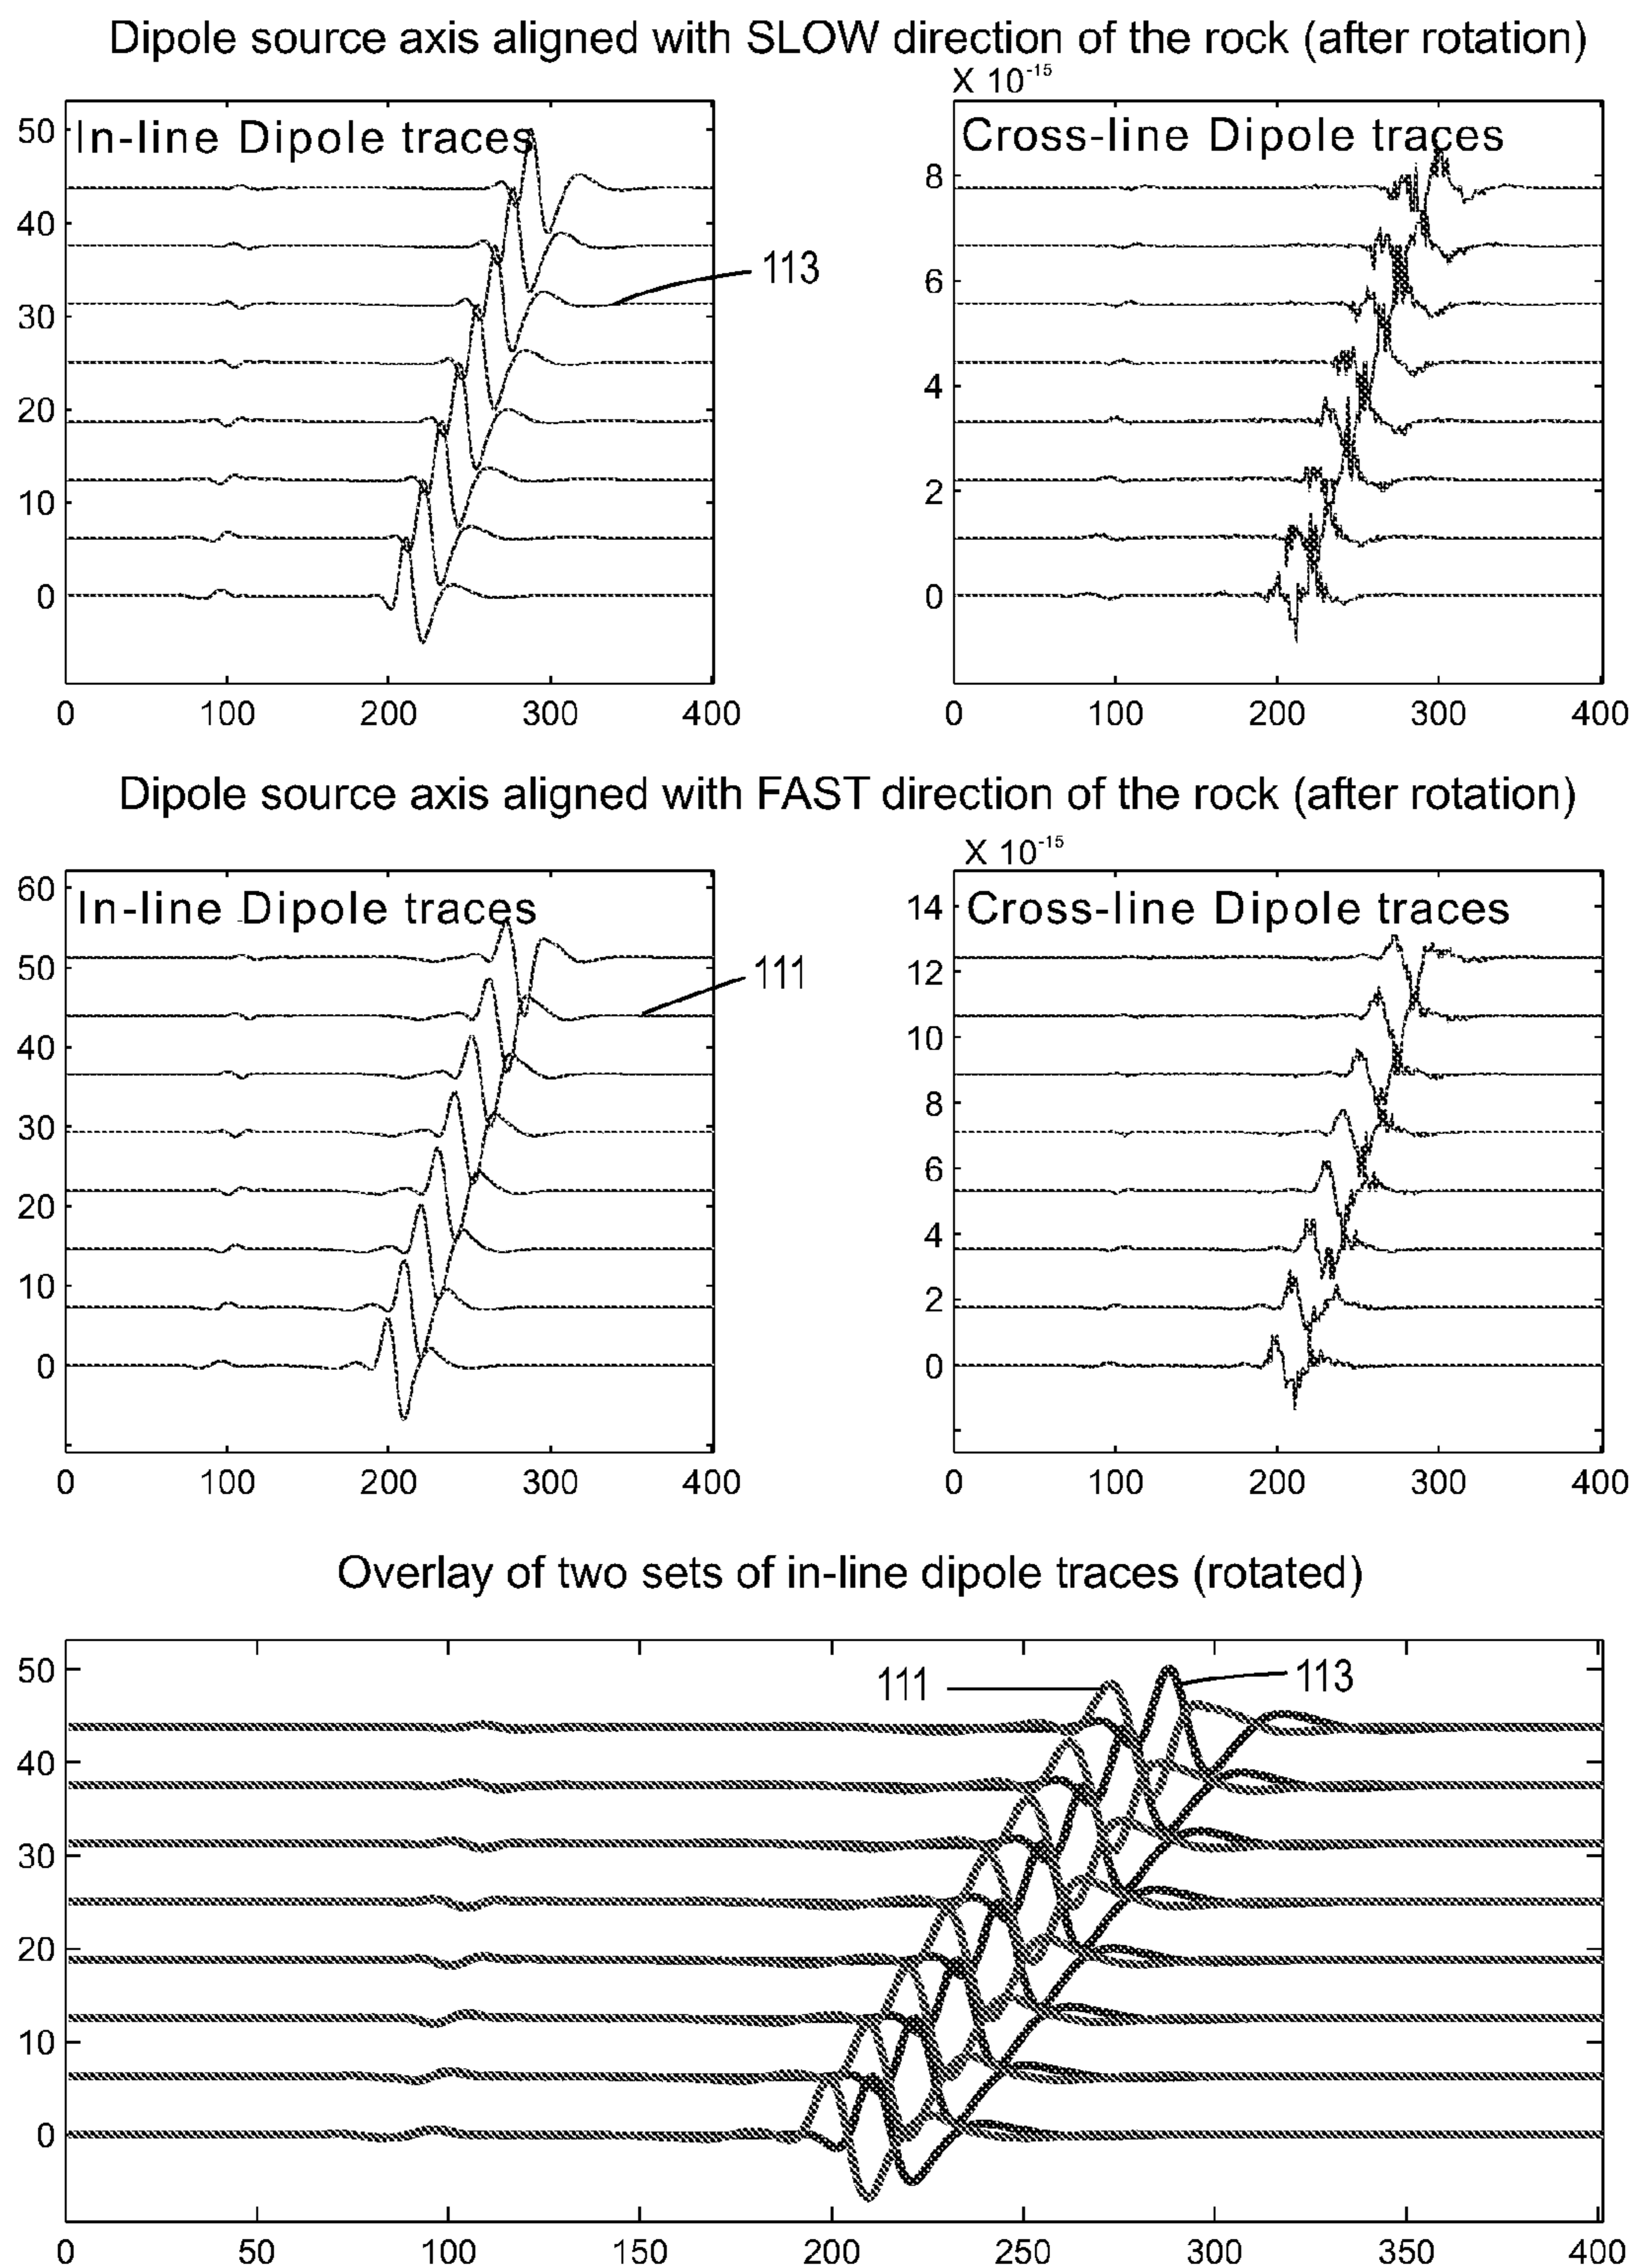 Dipole source axis aligned with SLOW direction of the rock (after rotation)
X 10-15
In-line Dipole traces
Cross-line Dipole traces
50
40
30
20
10
0
113
8
6
4
2
0
0 100 200 300 400
0 100 200 300 400
Dipole source axis aligned with FAST direction of the rock (after rotation)
X 10-15
In-line Dipole traces
Cross-line Dipole traces
60
50
40
30
20
10
0
111
14
12
10
8
6
4
2
0
0 100 200 300 400
0 100 200 300 400
Overlay of two sets of in-line dipole traces (rotated)
50
40
30
20
10
0
111
113
0 50 100 150 200 250 300 350 400